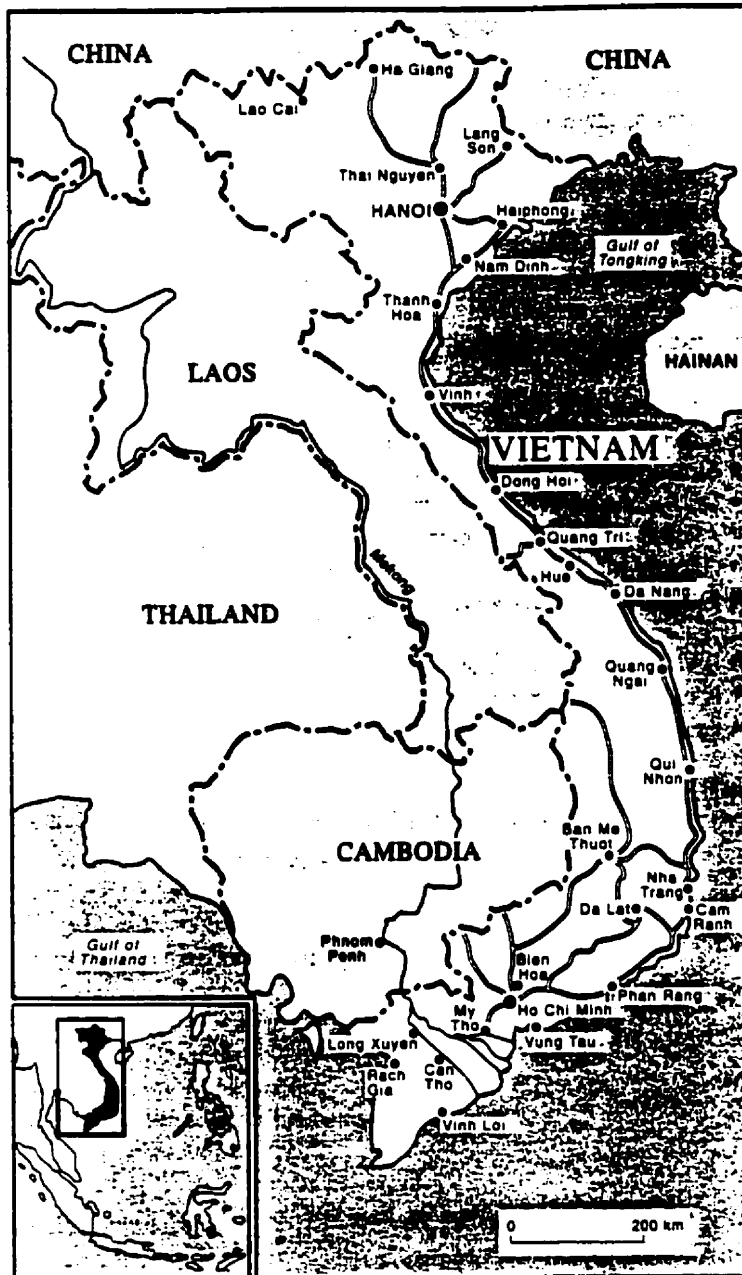 CHINA
CHINA
Ha Giang
Lao Cai
Lang
Son
Thai Nguyen
HANOI
Haiphong
Gulf of
Tongking
Nam Dinh
Thanh
Hoa
HAINAN
LAOS
Vinh
VIETNAM
Dong Hoi
Quang Tri
Hue
Mekong
Da Nang
THAILAND
Quang
Ngai
Qui
Nhon
Ban Me
Thuot
CAMBODIA
Nha
Trang
Da Lat
Cam
Ranh
Gulf of
Thailand
Phnom
Penh
Bien
Hoa
Phan Rang
Ho Chi Minh
My
Tho
Vung Tau
Long Xuyen
Rach
Gia
Can
Tho
Vinh Loi
0 200 km